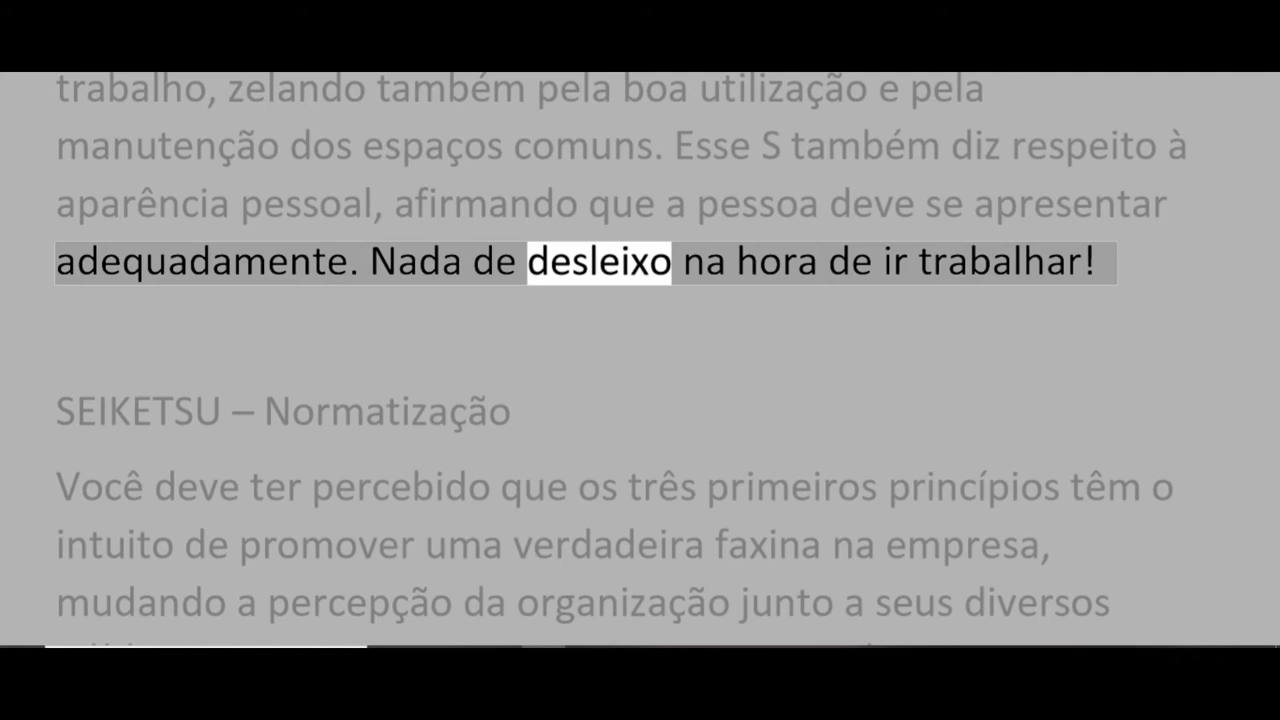 trabalho, zelando também pela boa utilização e pela
manutenção dos espaços comuns. Esse S também diz respeito à
aparência pessoal, afirmando que a pessoa deve se apresentar
adequadamente. Nada de desleixo na hora de ir trabalhar!
SEIKETSU – Normatização
Você deve ter percebido que os três primeiros princípios têm o
intuito de promover uma verdadeira faxina na empresa,
mudando a percepção da organização junto a seus diversos